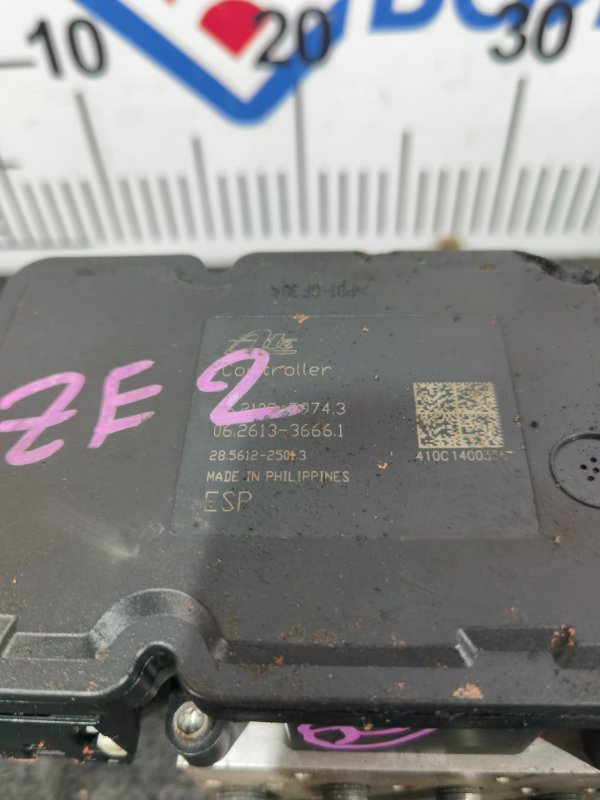 10 20 30
Ate
Controller
ZE 2
06.2613-3666.1
28.5612-2504.3
410C1400356
MADE IN PHILIPPINES
ESP